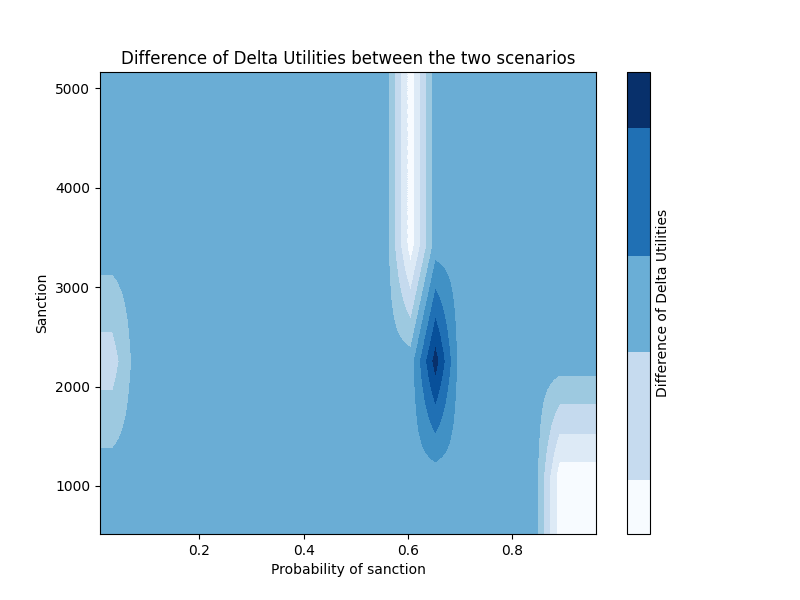 Difference of Delta Utilities between the two scenarios
5000
4000
3000
2000
1000
Sanction
0.2 0.4 0.6 0.8
Probability of sanction
Difference of Delta Utilities